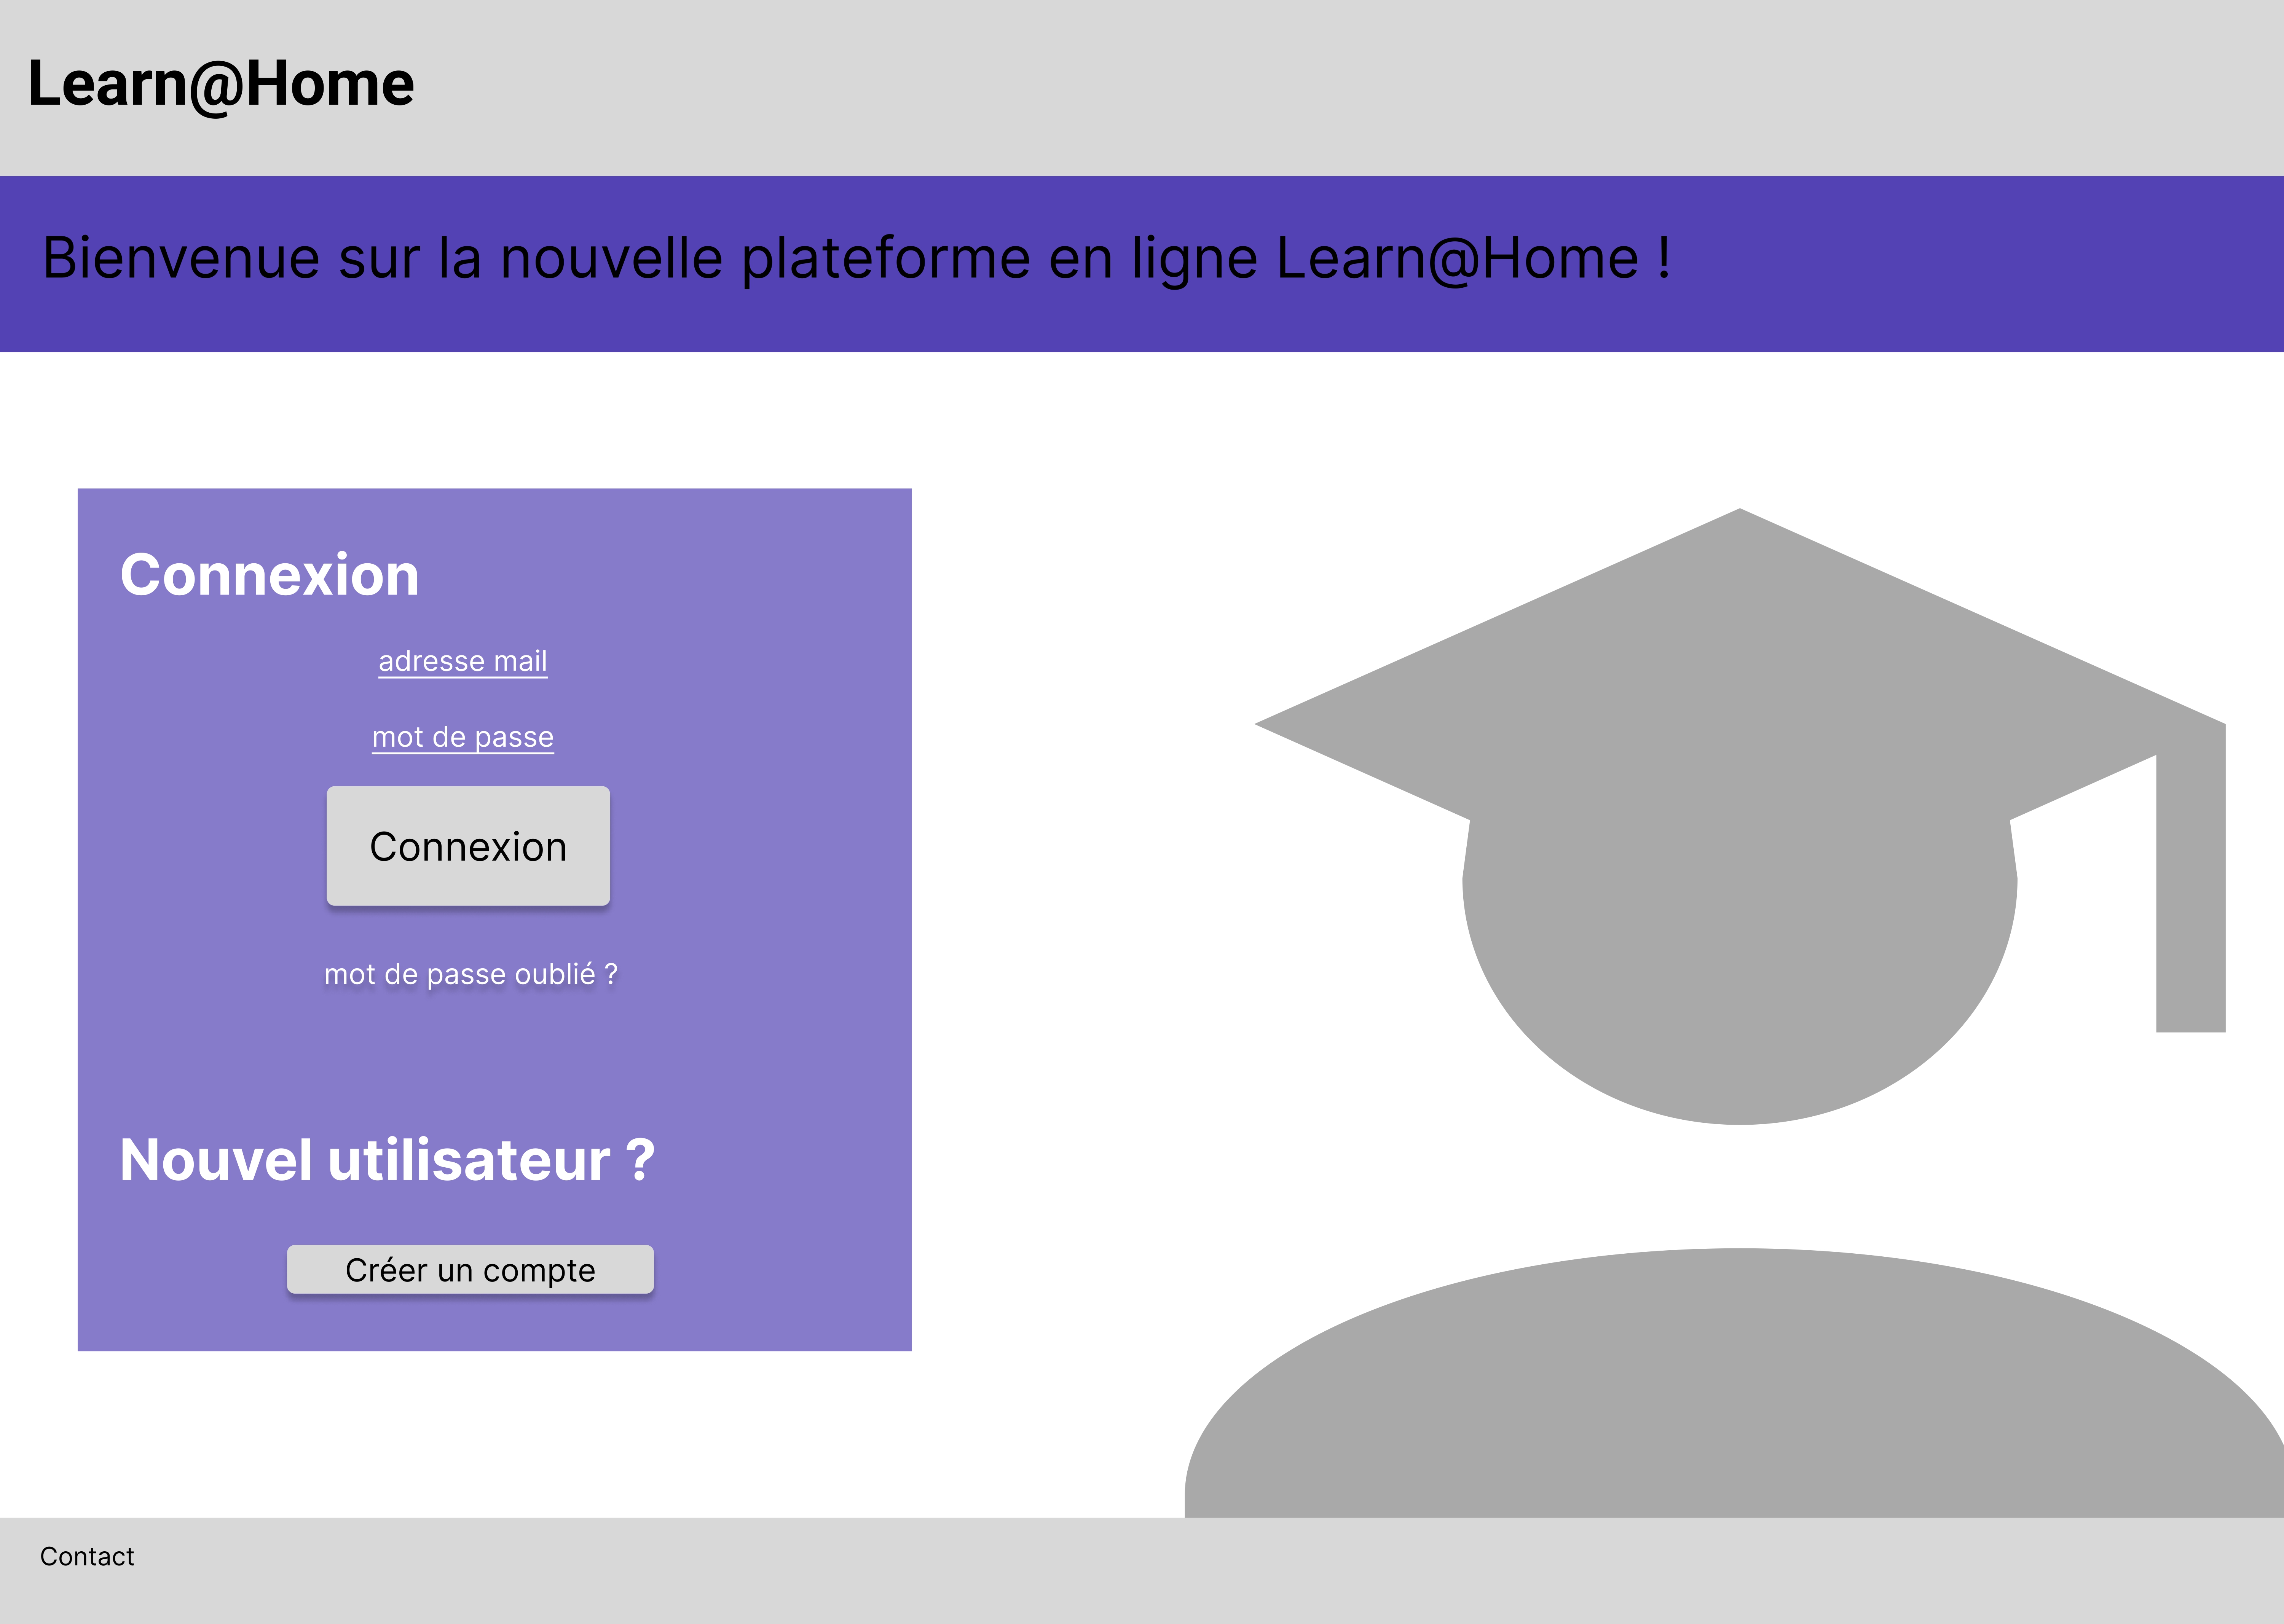 Learn@Home
Bienvenue sur la nouvelle plateforme en ligne Learn@Home !
Connexion
adresse mail
mot de passe
Connexion
mot de passe oublié ?
Nouvel utilisateur ?
Créer un compte
Contact